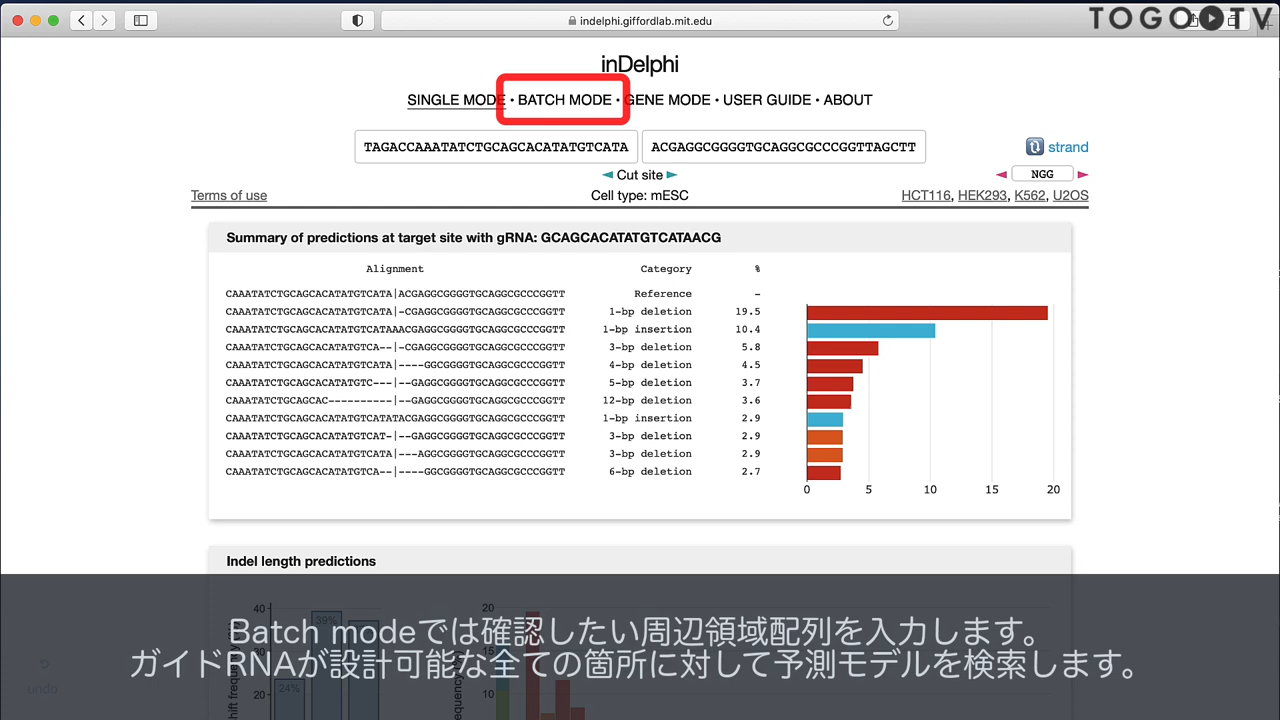 indelphi.giffordlab.mit.edu
TOGOTV
inDelphi
SINGLE MODE • BATCH MODE • GENE MODE • USER GUIDE • ABOUT
TAGACCAAATATCTGCAGCACATATGTCATA ACGAGGCGGGGTGCAGGCGCCCGGTTAGCTT strand
Cut site NGG
Terms of use Cell type: mESC HCT116, HEK293, K562, U2OS
Summary of predictions at target site with gRNA: GCAGCACATATGTCATAACG
Alignment Category %
CAAATATCTGCAGCACATATGTCATA|ACGAGGCGGGGTGCAGGCGCCCGGTT Reference –
CAAATATCTGCAGCACATATGTCATA|-CGAGGCGGGGTGCAGGCGCCCGGTT 1-bp deletion 19.5
CAAATATCTGCAGCACATATGTCATAAACGAGGCGGGGTGCAGGCGCCCGGTT 1-bp insertion 10.4
CAAATATCTGCAGCACATATGTCA--|-CGAGGCGGGGTGCAGGCGCCCGGTT 3-bp deletion 5.8
CAAATATCTGCAGCACATATGTCATA|----GGCGGGGTGCAGGCGCCCGGTT 4-bp deletion 4.5
CAAATATCTGCAGCACATATGTC---|--GAGGCGGGGTGCAGGCGCCCGGTT 5-bp deletion 3.7
CAAATATCTGCAGCAC----------|--GAGGCGGGGTGCAGGCGCCCGGTT 12-bp deletion 3.6
CAAATATCTGCAGCACATATGTCATATACGAGGCGGGGTGCAGGCGCCCGGTT 1-bp insertion 2.9
CAAATATCTGCAGCACATATGTCAT-|--GAGGCGGGGTGCAGGCGCCCGGTT 3-bp deletion 2.9
CAAATATCTGCAGCACATATGTCATA|---AGGCGGGGTGCAGGCGCCCGGTT 3-bp deletion 2.9
CAAATATCTGCAGCACATATGTCA--|----GGCGGGGTGCAGGCGCCCGGTT 6-bp deletion 2.7
0 5 10 15 20
Indel length predictions
40 39% 20
Batch modeでは確認したい周辺領域配列を入力します。
ガイドRNAが設計可能な全ての箇所に対して予測モデルを検索します。
undo 24% 20 10